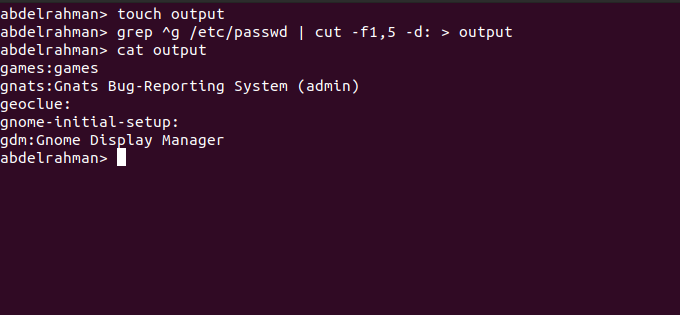 abdelrahman> touch output
abdelrahman> grep ^g /etc/passwd | cut -f1,5 -d: > output
abdelrahman> cat output
games:games
gnats:Gnats Bug-Reporting System (admin)
geoclue:
gnome-initial-setup:
gdm:Gnome Display Manager
abdelrahman>